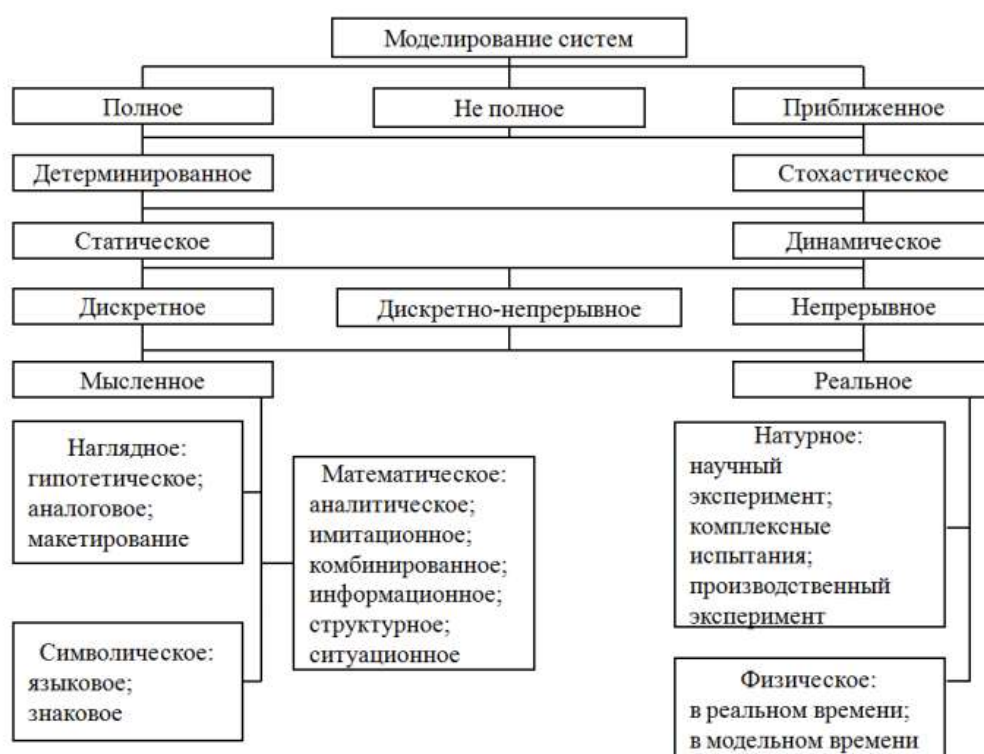 Моделирование систем
Полное
Не полное
Приближенное
Детерминированное
Стохастическое
Статическое
Динамическое
Дискретное
Дискретно-непрерывное
Непрерывное
Мысленное
Реальное
Наглядное:
гипотетическое;
аналоговое;
макетирование
Математическое:
аналитическое;
имитационное;
комбинированное;
информационное;
структурное;
ситуационное
Натурное:
научный
эксперимент;
комплексные
испытания;
производственный
эксперимент
Символическое:
языковое;
знаковое
Физическое:
в реальном времени;
в модельном времени